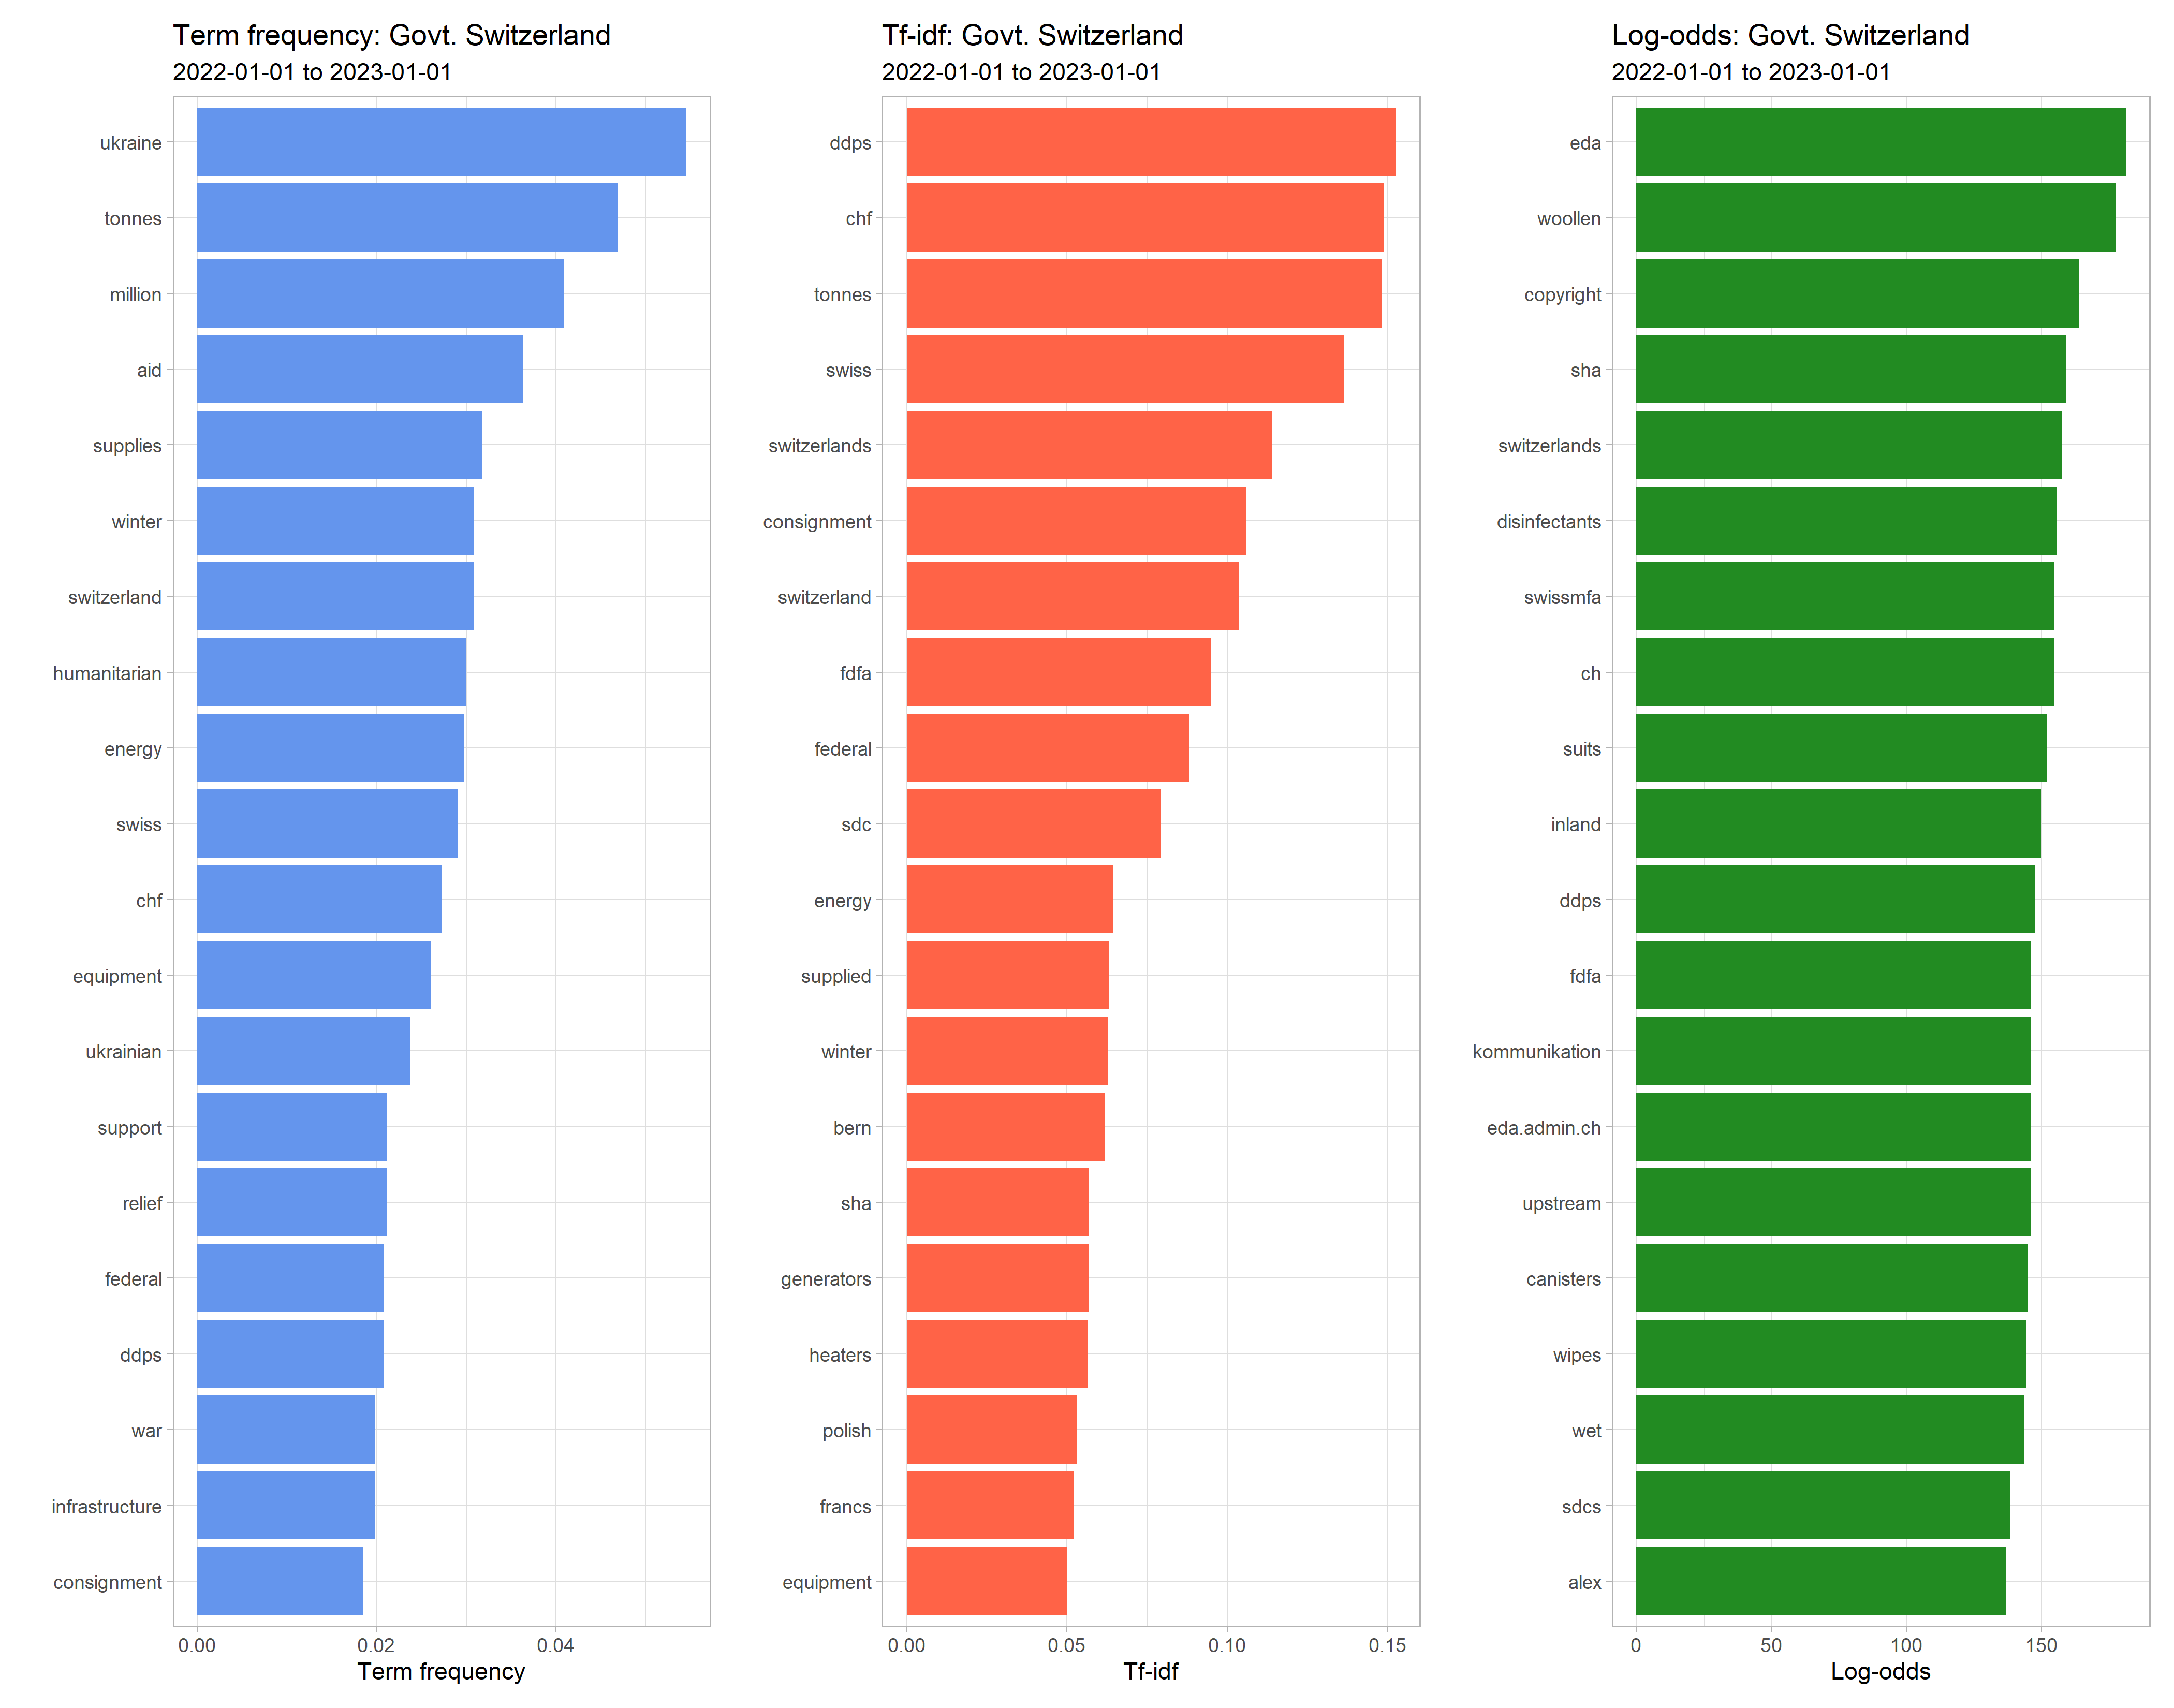 Term frequency: Govt. Switzerland
2022-01-01 to 2023-01-01
ukraine
tonnes
million
aid
supplies
winter
switzerland
humanitarian
energy
swiss
chf
equipment
ukrainian
support
relief
federal
ddps
war
infrastructure
consignment
0.00 0.02 0.04
Term frequency
Tf-idf: Govt. Switzerland
2022-01-01 to 2023-01-01
ddps
chf
tonnes
swiss
switzerlands
consignment
switzerland
fdfa
federal
sdc
energy
supplied
winter
bern
sha
generators
heaters
polish
francs
equipment
0.00 0.05 0.10 0.15
Tf-idf
Log-odds: Govt. Switzerland
2022-01-01 to 2023-01-01
eda
woollen
copyright
sha
switzerlands
disinfectants
swissmfa
ch
suits
inland
ddps
fdfa
kommunikation
eda.admin.ch
upstream
canisters
wipes
wet
sdcs
alex
0 50 100 150
Log-odds